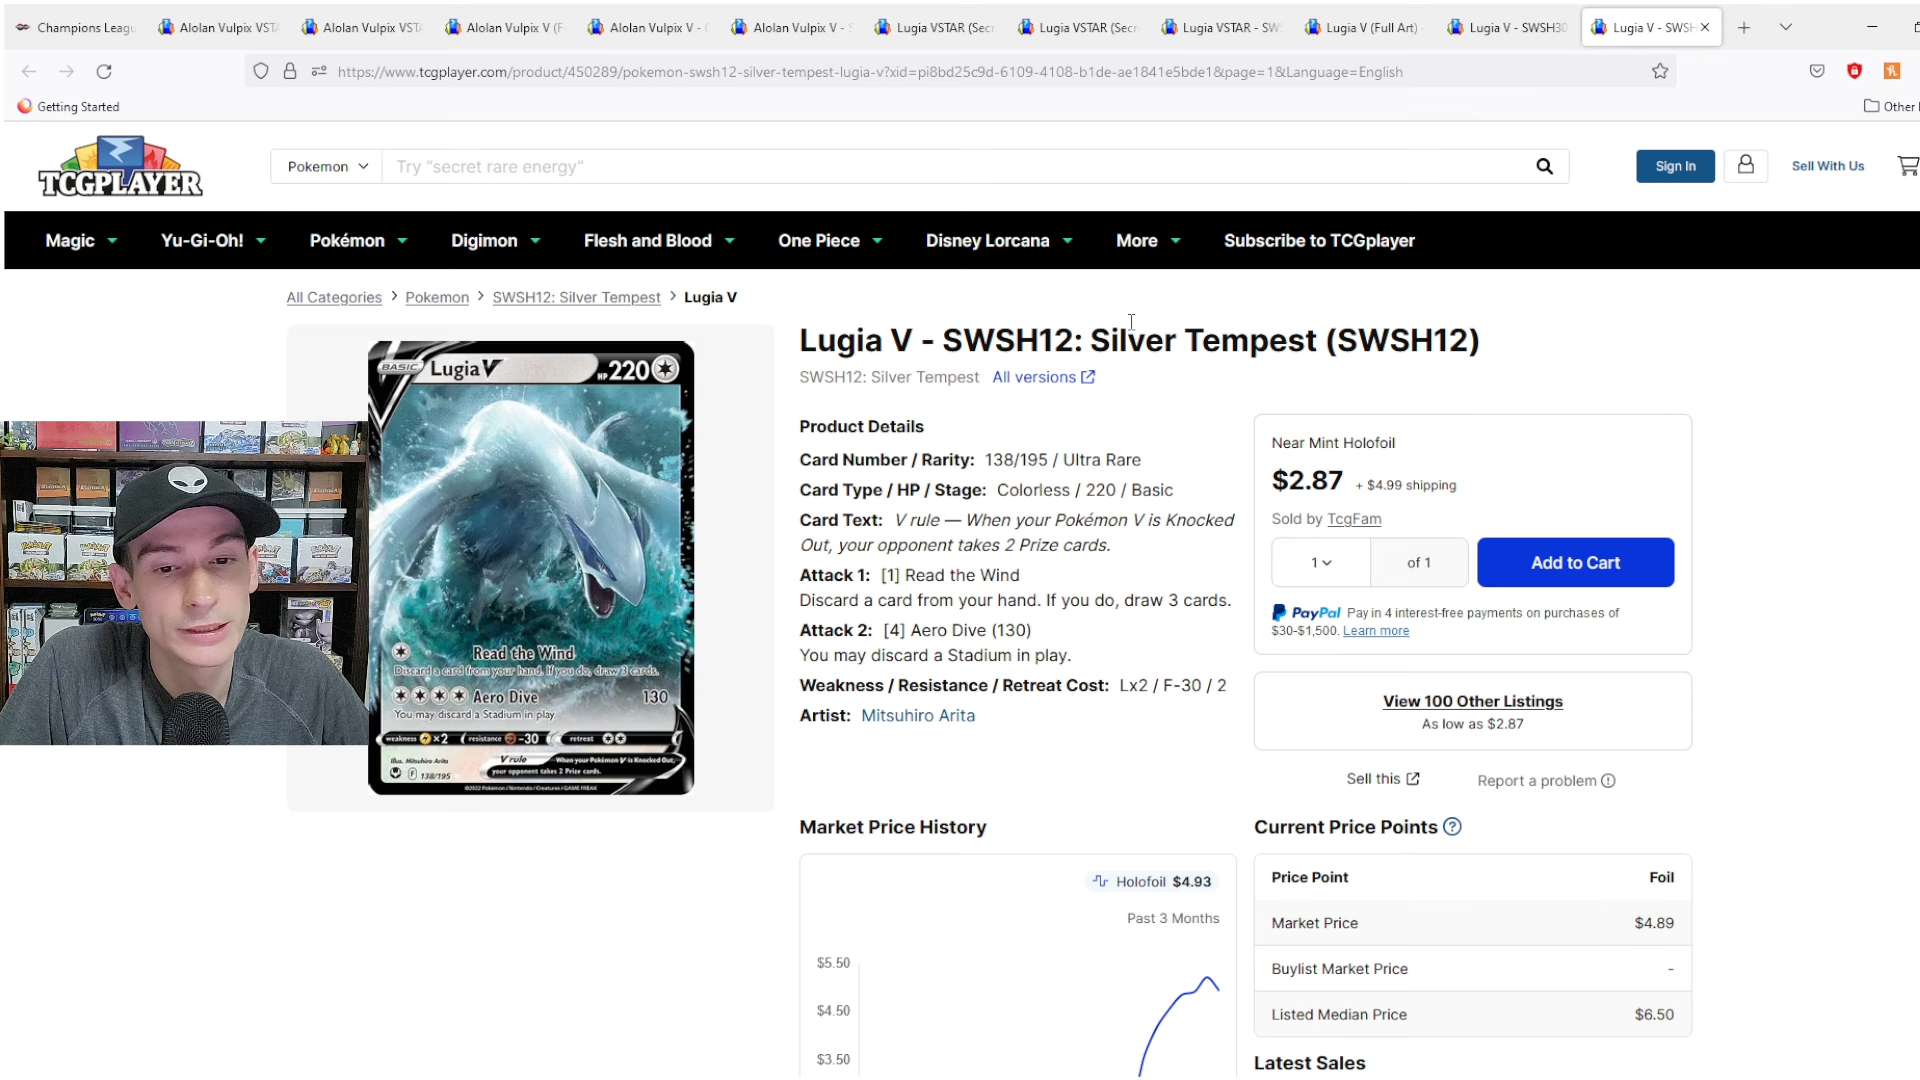 Champions Leagu
Alolan Vulpix VSTA
Alolan Vulpix VSTA
Alolan Vulpix V (F
Alolan Vulpix V - 
Alolan Vulpix V - S
Lugia VSTAR (Secr
Lugia VSTAR (Secr
Lugia VSTAR - SW
Lugia V (Full Art) -
Lugia V - SWSH30
Lugia V - SWSH
https://www.tcgplayer.com/product/450289/pokemon-swsh12-silver-tempest-lugia-v?xid=pi8bd25c9d-6109-4108-b1de-ae1841e5bde1&page=1&Language=English
Getting Started
Other
TCGPLAYER
Pokemon
Try “secret rare energy”
Sign In
Sell With Us
Magic
Yu-Gi-Oh!
Pokémon
Digimon
Flesh and Blood
One Piece
Disney Lorcana
More
Subscribe to TCGplayer
All Categories > Pokemon > SWSH12: Silver Tempest > Lugia V
BASIC Lugia V HP 220
Read the Wind
Discard a card from your hand. If you do, draw 3 cards.
Aero Dive 130
You may discard a Stadium in play.
weakness ×2 resistance -30 retreat
Illus. Mitsuhiro Arita
V rule When your Pokémon V is Knocked Out,
your opponent takes 2 Prize cards.
F 138/195
©2022 Pokémon / Nintendo / Creatures / GAME FREAK
Lugia V - SWSH12: Silver Tempest (SWSH12)
SWSH12: Silver Tempest All versions
Product Details
Card Number / Rarity: 138/195 / Ultra Rare
Card Type / HP / Stage: Colorless / 220 / Basic
Card Text: V rule — When your Pokémon V is Knocked
Out, your opponent takes 2 Prize cards.
Attack 1: [1] Read the Wind
Discard a card from your hand. If you do, draw 3 cards.
Attack 2: [4] Aero Dive (130)
You may discard a Stadium in play.
Weakness / Resistance / Retreat Cost: Lx2 / F-30 / 2
Artist: Mitsuhiro Arita
Near Mint Holofoil
$2.87 + $4.99 shipping
Sold by TcgFam
1 of 1
Add to Cart
PayPal Pay in 4 interest-free payments on purchases of
$30-$1,500. Learn more
View 100 Other Listings
As low as $2.87
Sell this
Report a problem
Market Price History
Holofoil $4.93
Past 3 Months
$5.50
$4.50
$3.50
Current Price Points
Price Point Foil
Market Price $4.89
Buylist Market Price -
Listed Median Price $6.50
Latest Sales